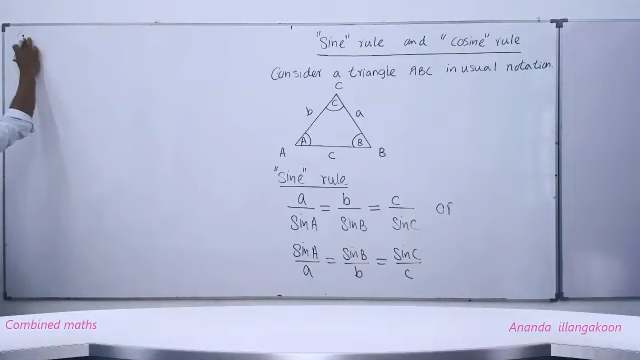 "Sine" rule and "Cosine" rule
Consider a triangle ABC in usual notation.
C
C
b a
A B
A C B
"Sine" rule
a/SinA = b/SinB = c/SinC or
SinA/a = SinB/b = SinC/c
Combined maths
Ananda illangakoon